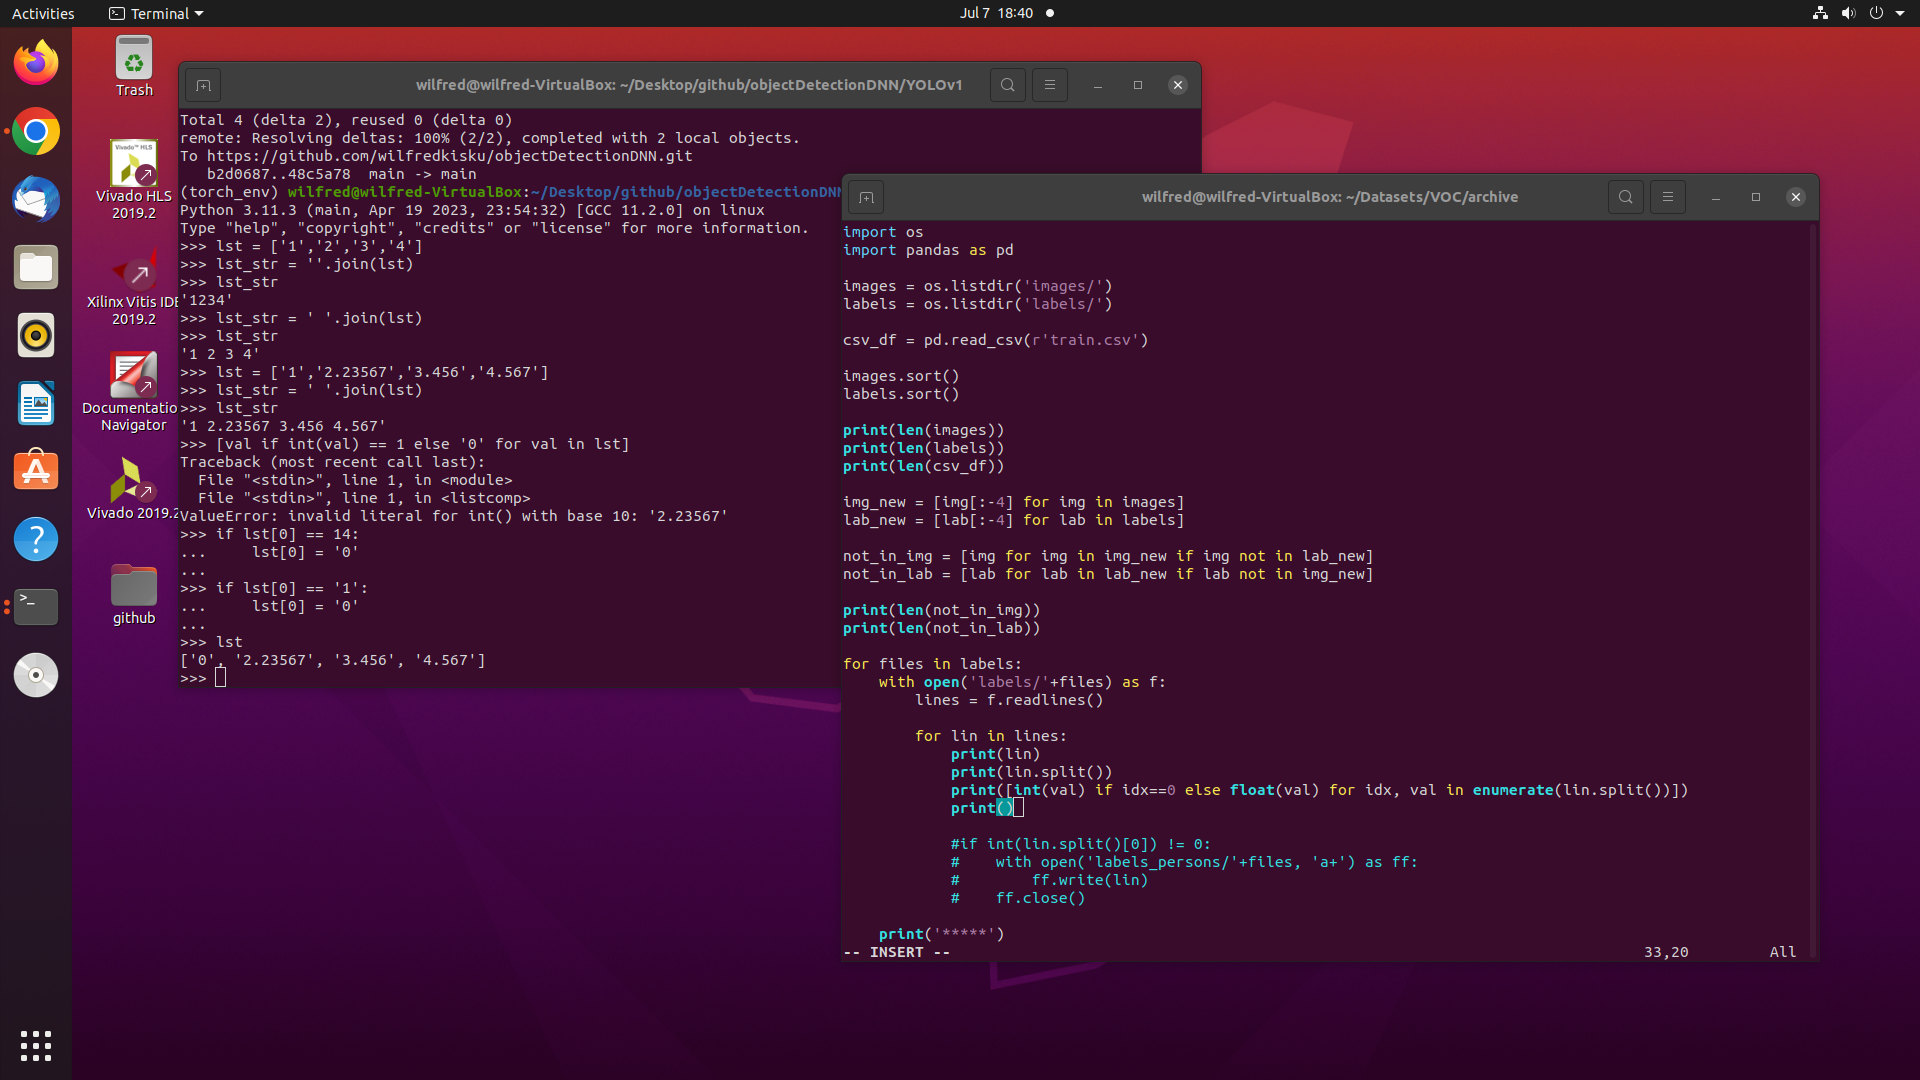 Activities
Terminal
Jul 7 18:40
Trash
Vivado™ HLS
Vivado HLS
2019.2
Xilinx Vitis IDE
2019.2
Documentatio
Navigator
Vivado 2019.2
github
wilfred@wilfred-VirtualBox: ~/Desktop/github/objectDetectionDNN/YOLOv1
Total 4 (delta 2), reused 0 (delta 0)
remote: Resolving deltas: 100% (2/2), completed with 2 local objects.
To https://github.com/wilfredkisku/objectDetectionDNN.git
   b2d0687..48c5a78  main -> main
(torch_env) wilfred@wilfred-VirtualBox:~/Desktop/github/objectDetectionDNN
Python 3.11.3 (main, Apr 19 2023, 23:54:32) [GCC 11.2.0] on linux
Type "help", "copyright", "credits" or "license" for more information.
>>> lst = ['1','2','3','4']
>>> lst_str = ''.join(lst)
>>> lst_str
'1234'
>>> lst_str = ' '.join(lst)
>>> lst_str
'1 2 3 4'
>>> lst = ['1','2.23567','3.456','4.567']
>>> lst_str = ' '.join(lst)
>>> lst_str
'1 2.23567 3.456 4.567'
>>> [val if int(val) == 1 else '0' for val in lst]
Traceback (most recent call last):
  File "<stdin>", line 1, in <module>
  File "<stdin>", line 1, in <listcomp>
ValueError: invalid literal for int() with base 10: '2.23567'
>>> if lst[0] == 14:
...     lst[0] = '0'
...
>>> if lst[0] == '1':
...     lst[0] = '0'
...
>>> lst
['0', '2.23567', '3.456', '4.567']
>>>
wilfred@wilfred-VirtualBox: ~/Datasets/VOC/archive
import os
import pandas as pd
images = os.listdir('images/')
labels = os.listdir('labels/')
csv_df = pd.read_csv(r'train.csv')
images.sort()
labels.sort()
print(len(images))
print(len(labels))
print(len(csv_df))
img_new = [img[:-4] for img in images]
lab_new = [lab[:-4] for lab in labels]
not_in_img = [img for img in img_new if img not in lab_new]
not_in_lab = [lab for lab in lab_new if lab not in img_new]
print(len(not_in_img))
print(len(not_in_lab))
for files in labels:
    with open('labels/'+files) as f:
        lines = f.readlines()
        for lin in lines:
            print(lin)
            print(lin.split())
            print([int(val) if idx==0 else float(val) for idx, val in enumerate(lin.split())])
            print()
            #if int(lin.split()[0]) != 0:
            #    with open('labels_persons/'+files, 'a+') as ff:
            #        ff.write(lin)
            #    ff.close()
    print('*****')
-- INSERT --
33,20
All